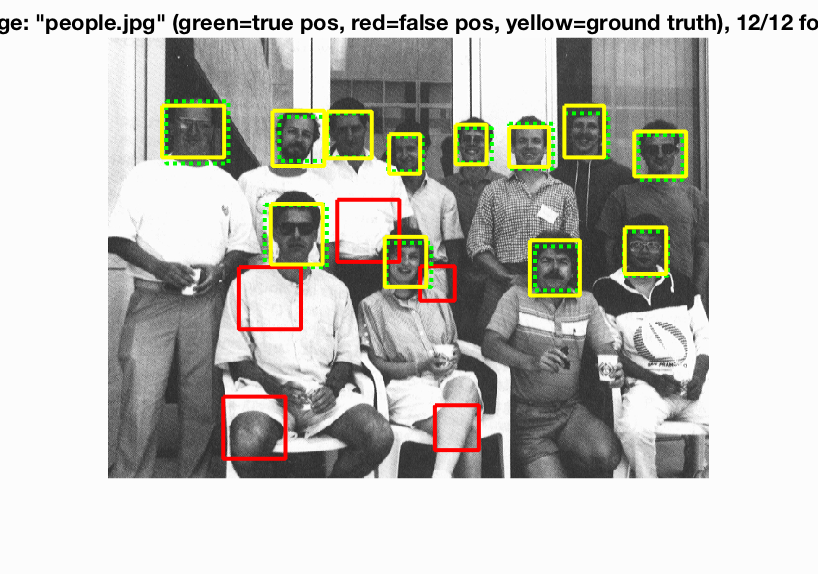 ge: "people.jpg" (green=true pos, red=false pos, yellow=ground truth), 12/12 fo